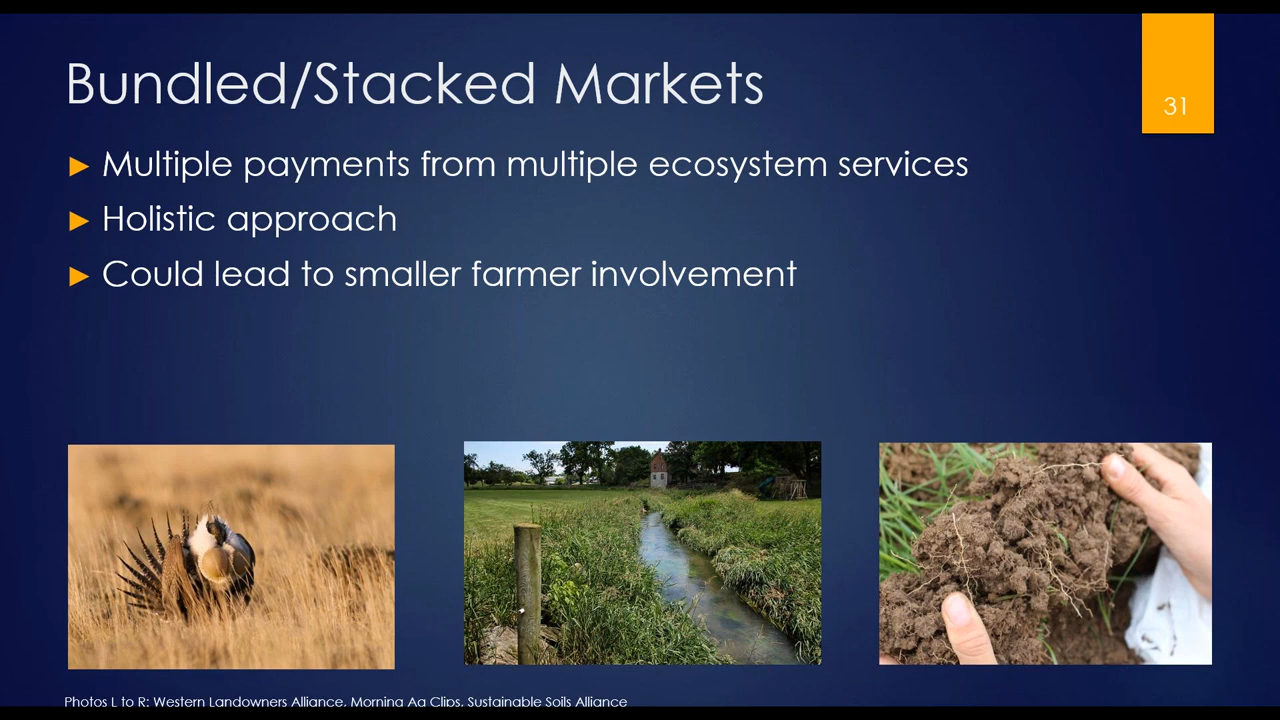 Bundled/Stacked Markets
31
► Multiple payments from multiple ecosystem services
► Holistic approach
► Could lead to smaller farmer involvement
Photos L to R: Western Landowners Alliance, Morning Ag Clips, Sustainable Soils Alliance